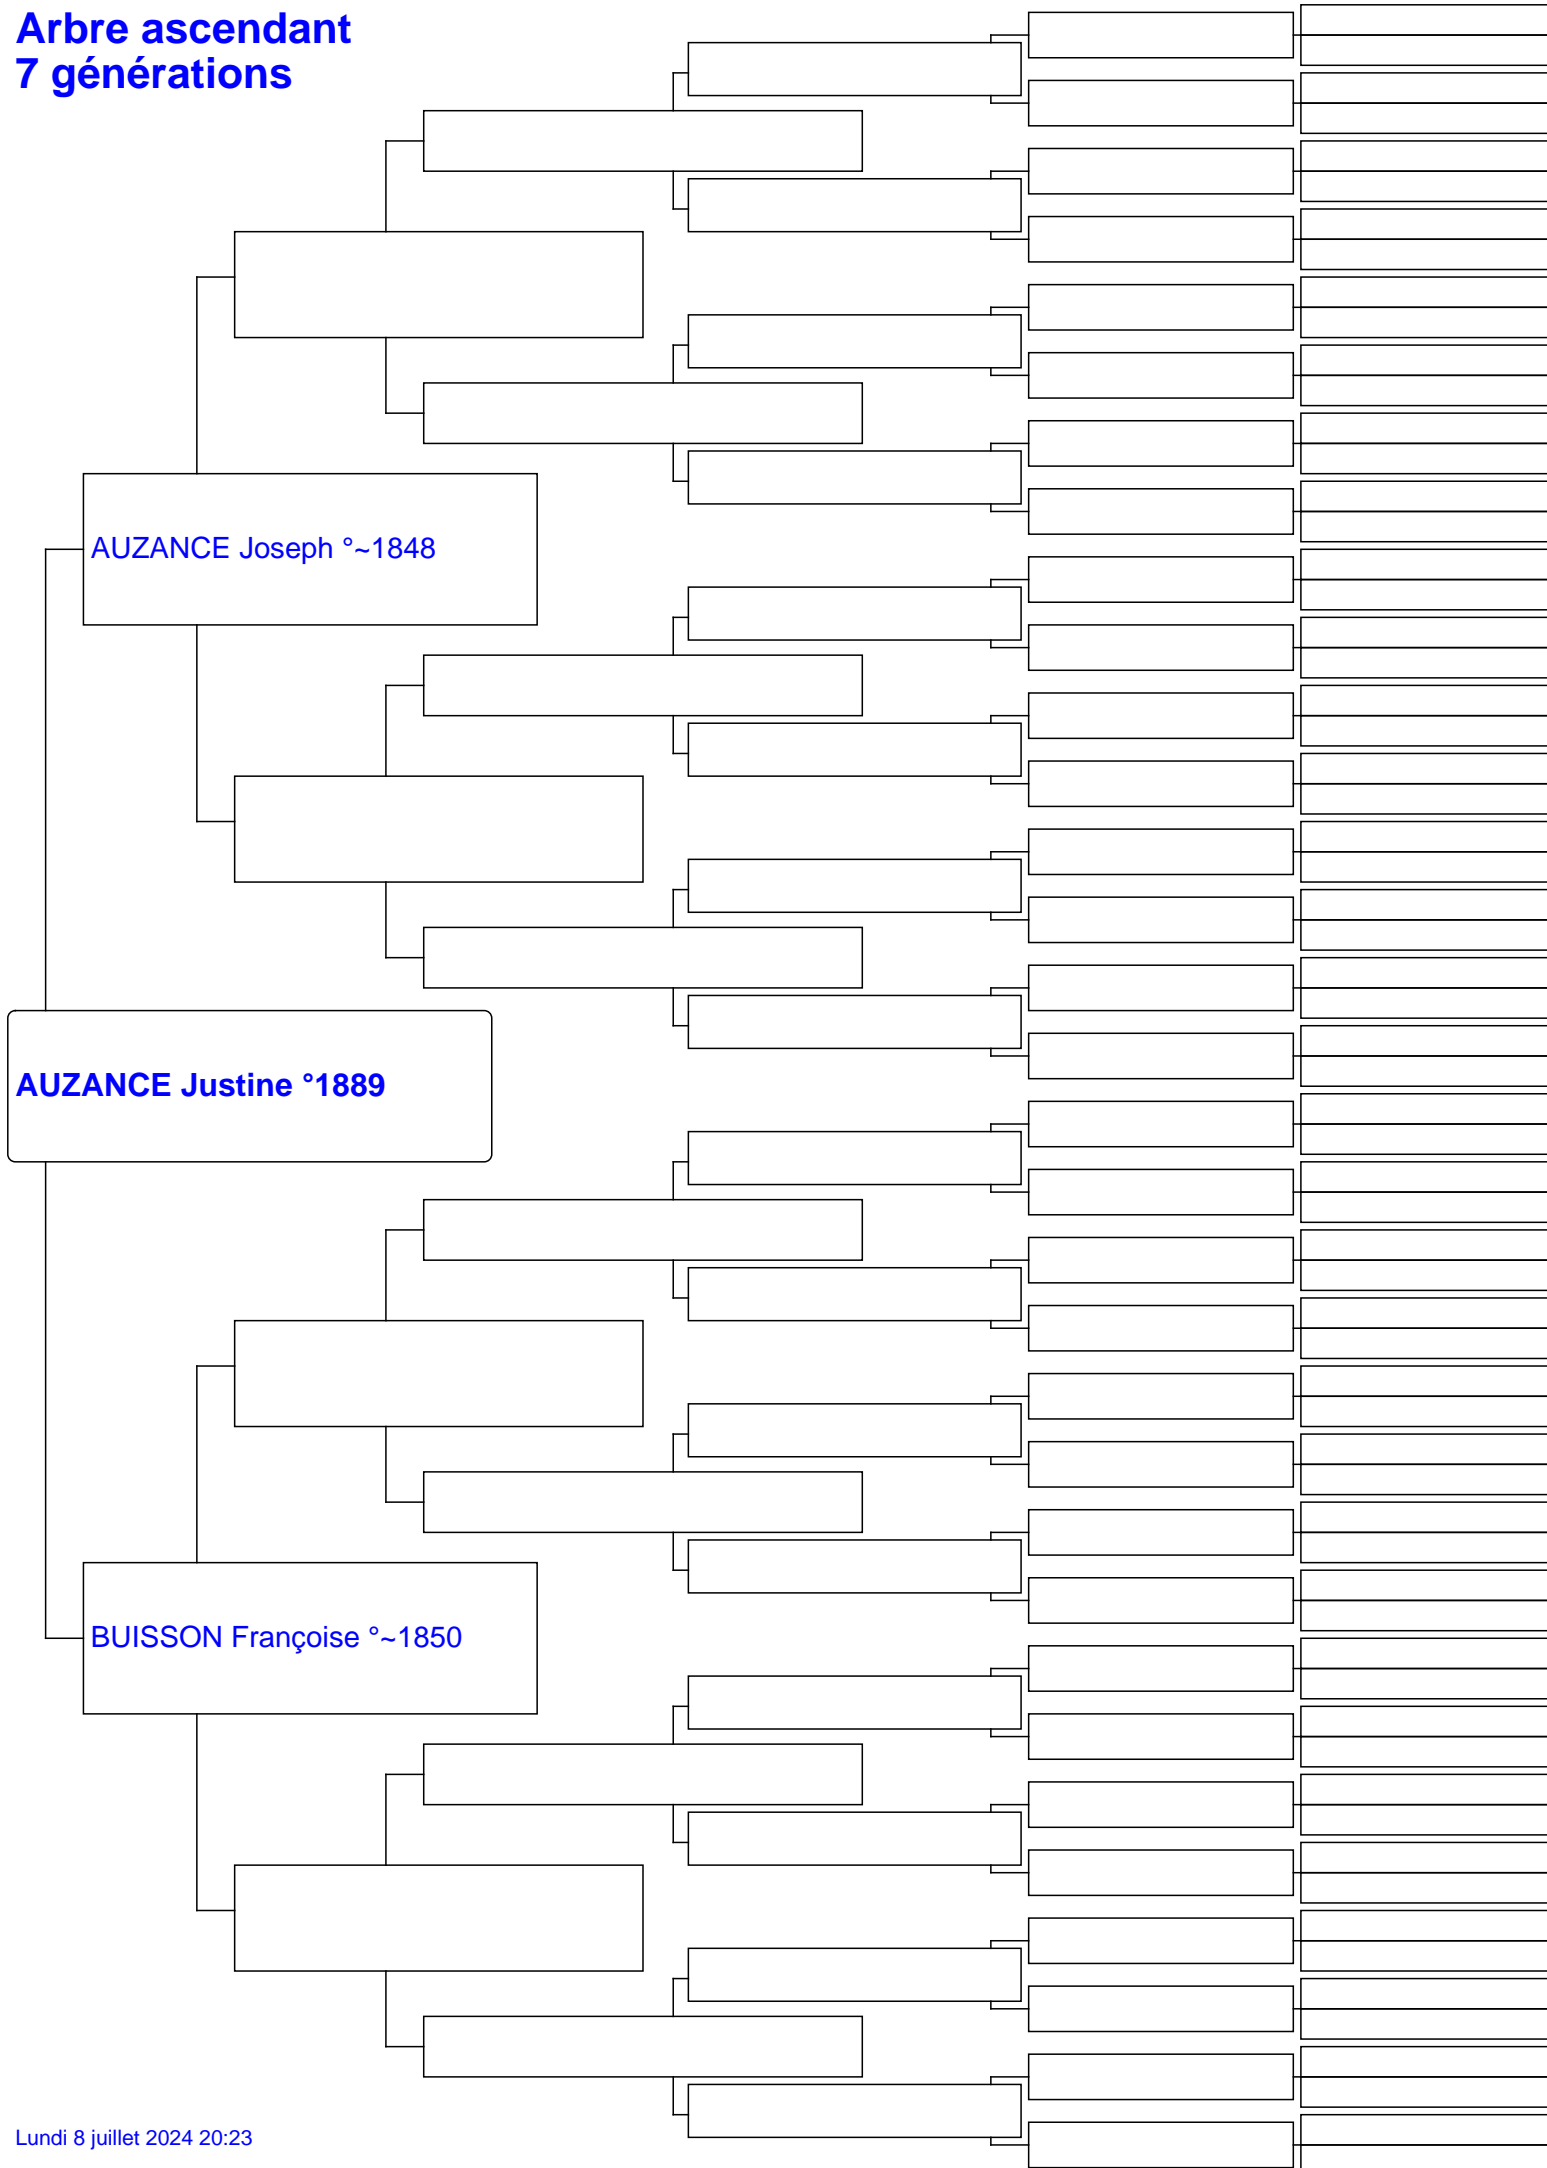 Arbre ascendant
7 générations
AUZANCE Joseph °~1848
AUZANCE Justine °1889
BUISSON Françoise °~1850
Lundi 8 juillet 2024 20:23